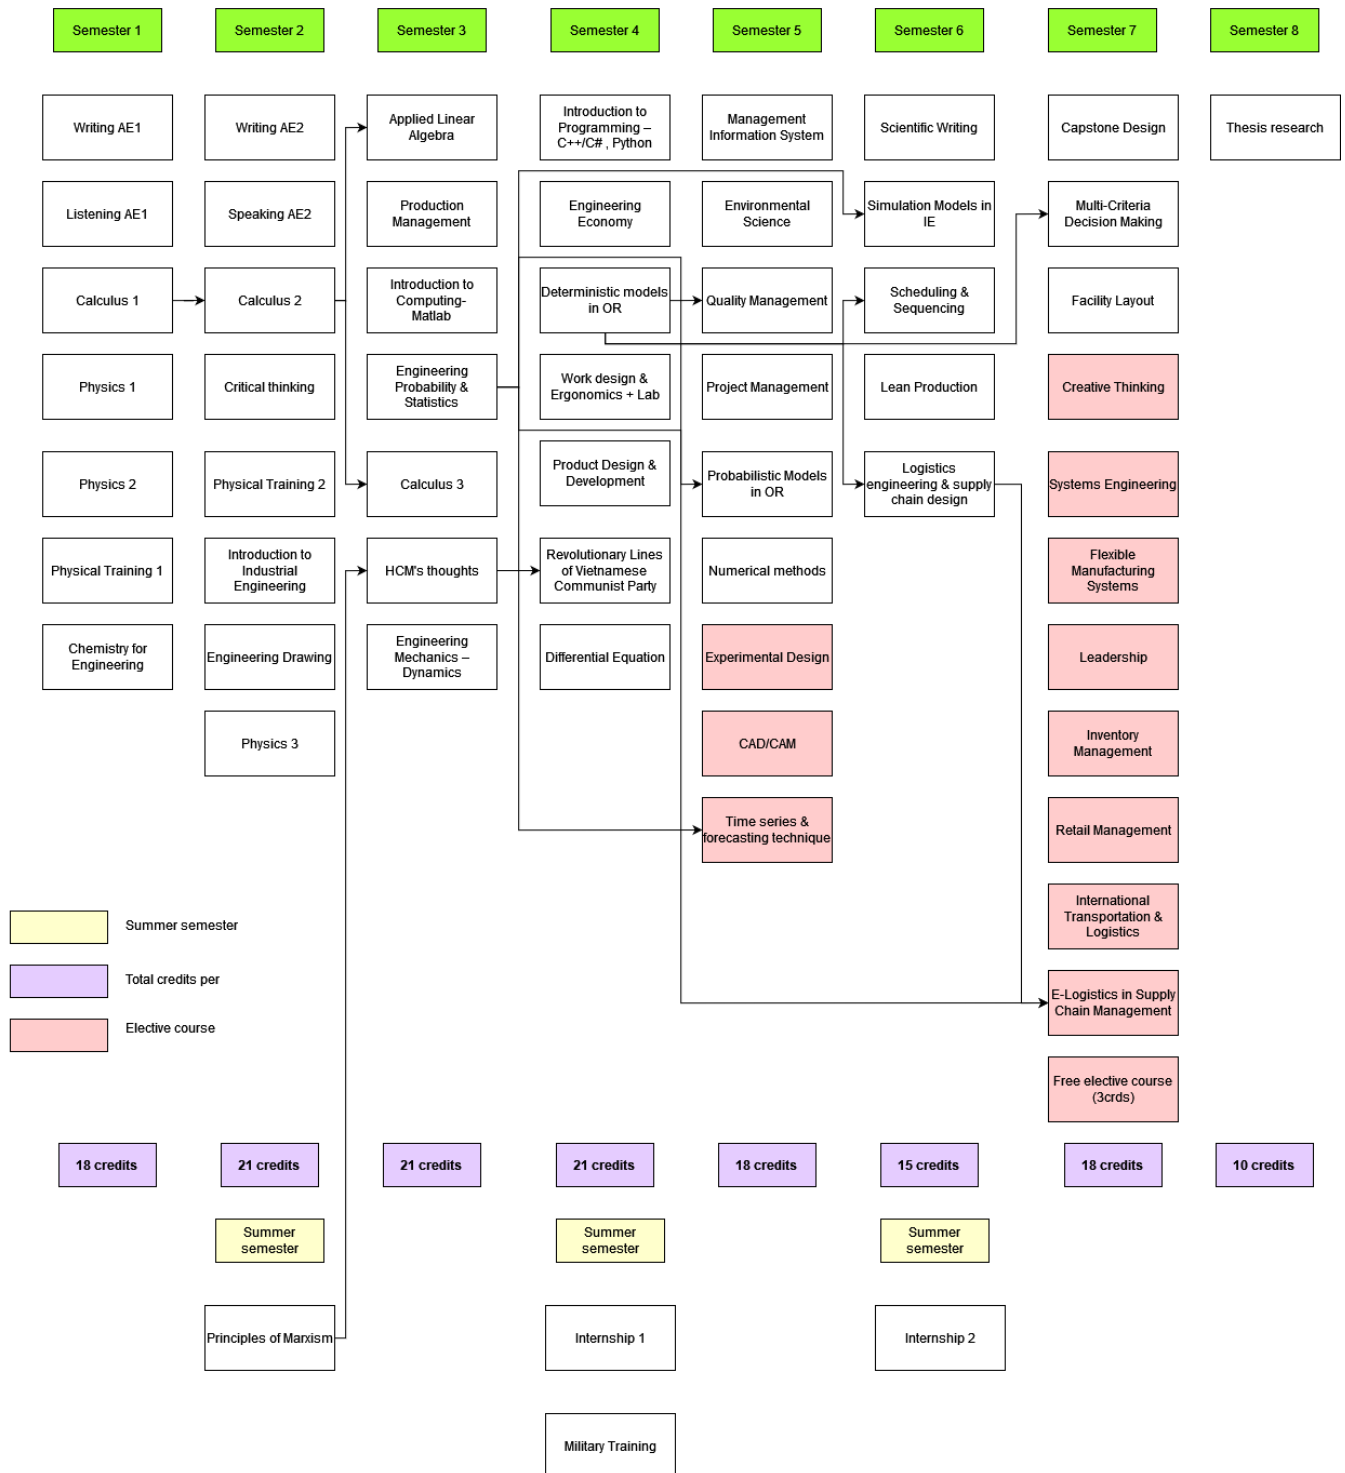 Semester 1
Semester 2
Semester 3
Semester 4
Semester 5
Semester 6
Semester 7
Semester 8
Writing AE1
Writing AE2
Applied Linear
Algebra
Introduction to
Programming –
C++/C# , Python
Management
Information System
Scientific Writing
Capstone Design
Thesis research
Listening AE1
Speaking AE2
Production
Management
Engineering
Economy
Environmental
Science
Simulation Models in
IE
Multi-Criteria
Decision Making
Calculus 1
Calculus 2
Introduction to
Computing-
Matlab
Deterministic models
in OR
Quality Management
Scheduling &
Sequencing
Facility Layout
Physics 1
Critical thinking
Engineering
Probability &
Statistics
Work design &
Ergonomics + Lab
Project Management
Lean Production
Creative Thinking
Physics 2
Physical Training 2
Calculus 3
Product Design &
Development
Probabilistic Models
in OR
Logistics
engineering & supply
chain design
Systems Engineering
Physical Training 1
Introduction to
Industrial
Engineering
HCM's thoughts
Revolutionary Lines
of Vietnamese
Communist Party
Numerical methods
Flexible
Manufacturing
Systems
Chemistry for
Engineering
Engineering Drawing
Engineering
Mechanics –
Dynamics
Differential Equation
Experimental Design
Leadership
Physics 3
CAD/CAM
Inventory
Management
Time series &
forecasting technique
Retail Management
Summer semester
International
Transportation &
Logistics
Total credits per
E-Logistics in Supply
Chain Management
Elective course
Free elective course
(3crds)
18 credits
21 credits
21 credits
21 credits
18 credits
15 credits
18 credits
10 credits
Summer
semester
Summer
semester
Summer
semester
Principles of Marxism
Internship 1
Internship 2
Military Training